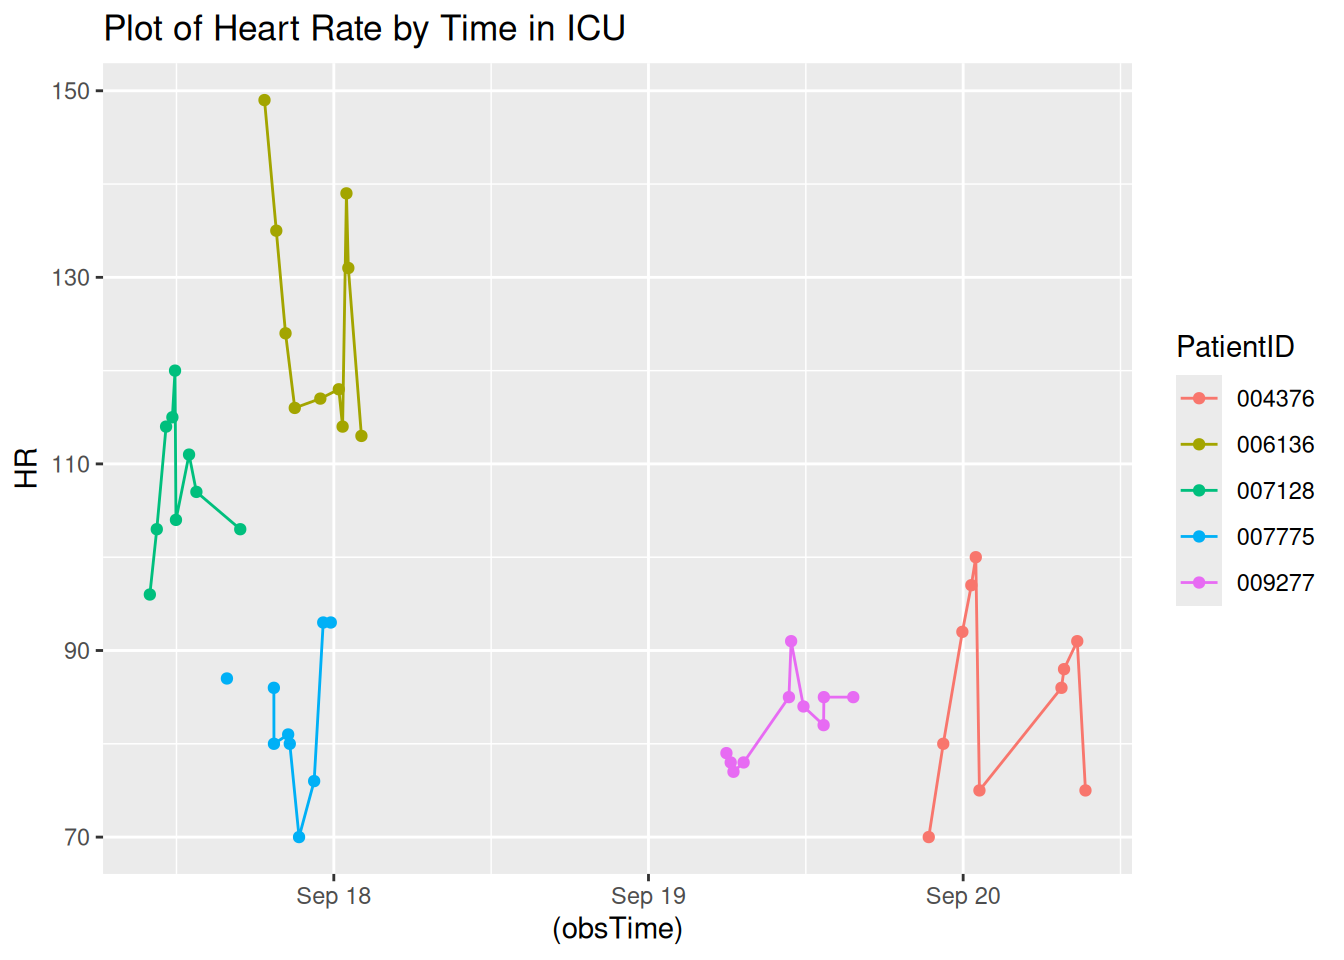 Plot of Heart Rate by Time in ICU
150
130
110
90
70
HR
Sep 18
Sep 19
Sep 20
(obsTime)
PatientID
004376
006136
007128
007775
009277